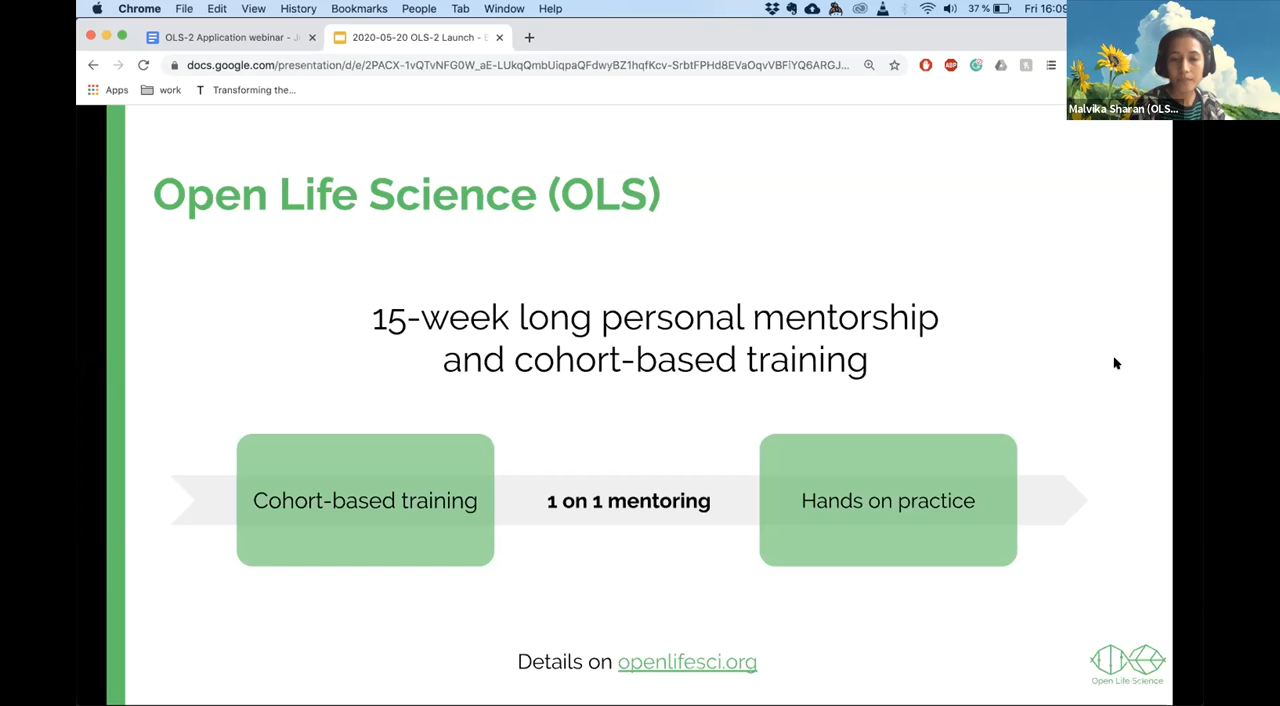 Chrome File Edit View History Bookmarks People Tab Window Help 37 % Fri 16:09
OLS-2 Application webinar - J
2020-05-20 OLS-2 Launch - E
Apps work T Transforming the...
Malvika Sharan (OLS...
Open Life Science (OLS)
15-week long personal mentorship
and cohort-based training
Cohort-based training 1 on 1 mentoring Hands on practice
Details on openlifesci.org
Open Life Science